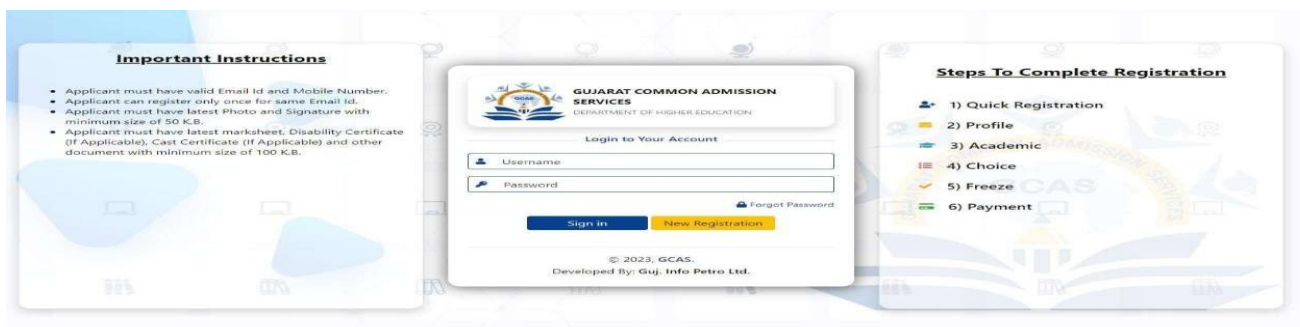 Important Instructions
Applicant must have valid Email Id and Mobile Number.
Applicant can register only once for same Email Id.
Applicant must have latest Photo and Signature with
minimum size of 50 K.B.
Applicant must have latest marksheet, Disability Certificate
(If Applicable), Cast Certificate (If Applicable) and other
document with minimum size of 100 K.B.
GCAS
GUJARAT COMMON ADMISSION
SERVICES
DEPARTMENT OF HIGHER EDUCATION
Login to Your Account
Username
Password
Forgot Password
Sign in
New Registration
© 2023, GCAS.
Developed By: Guj. Info Petro Ltd.
Steps To Complete Registration
1) Quick Registration
2) Profile
3) Academic
4) Choice
5) Freeze
6) Payment
GCAS